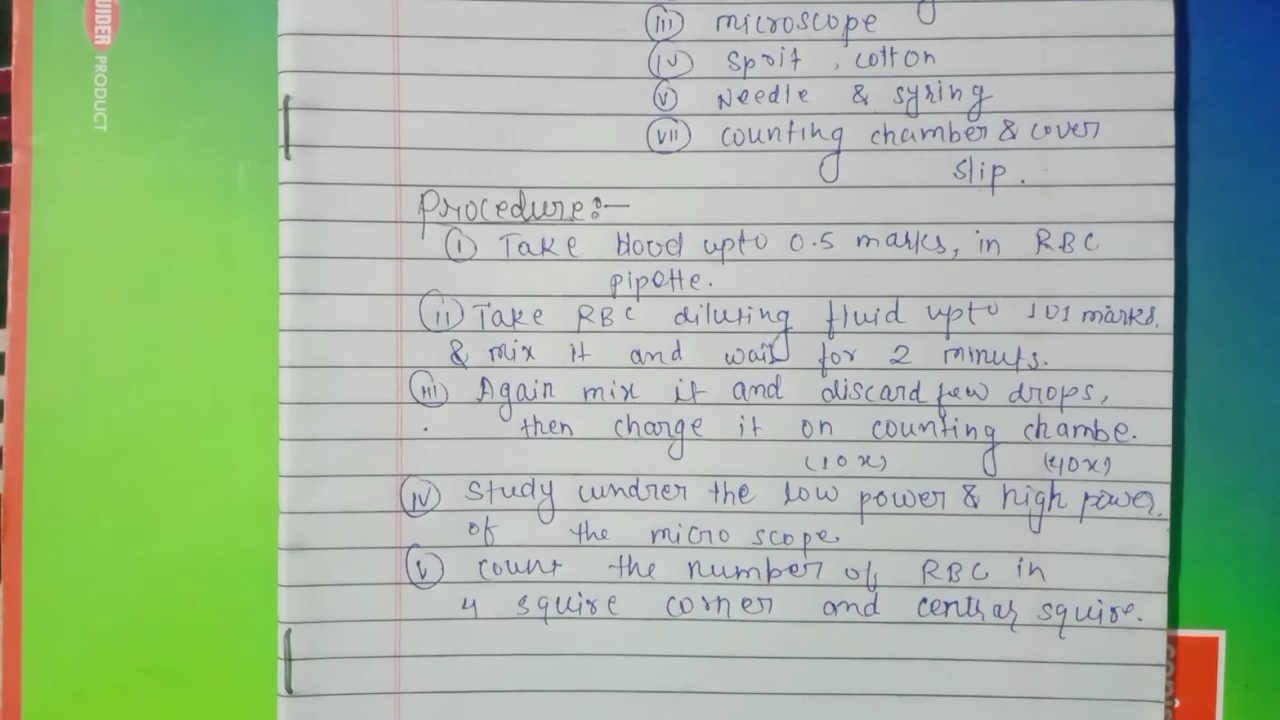 UIDER PRODUCT
(iii) microscope
(iv) sprit , cotton
(v) Needle & syring
(vii) counting chamber & cover
slip.
Procedure:-
(i) Take blood upto 0.5 marks, in RBC
pipette.
(ii) Take RBC diluting fluid upto 101 marks.
& mix it and wait for 2 minuts.
(iii) Again mix it and discard few drops,
then charge it on counting chambe.
(10x) (40x)
(iv) Study undrer the low power & high power.
of the micro scope
(v) count the number of RBC in
4 squire corner and central squire.